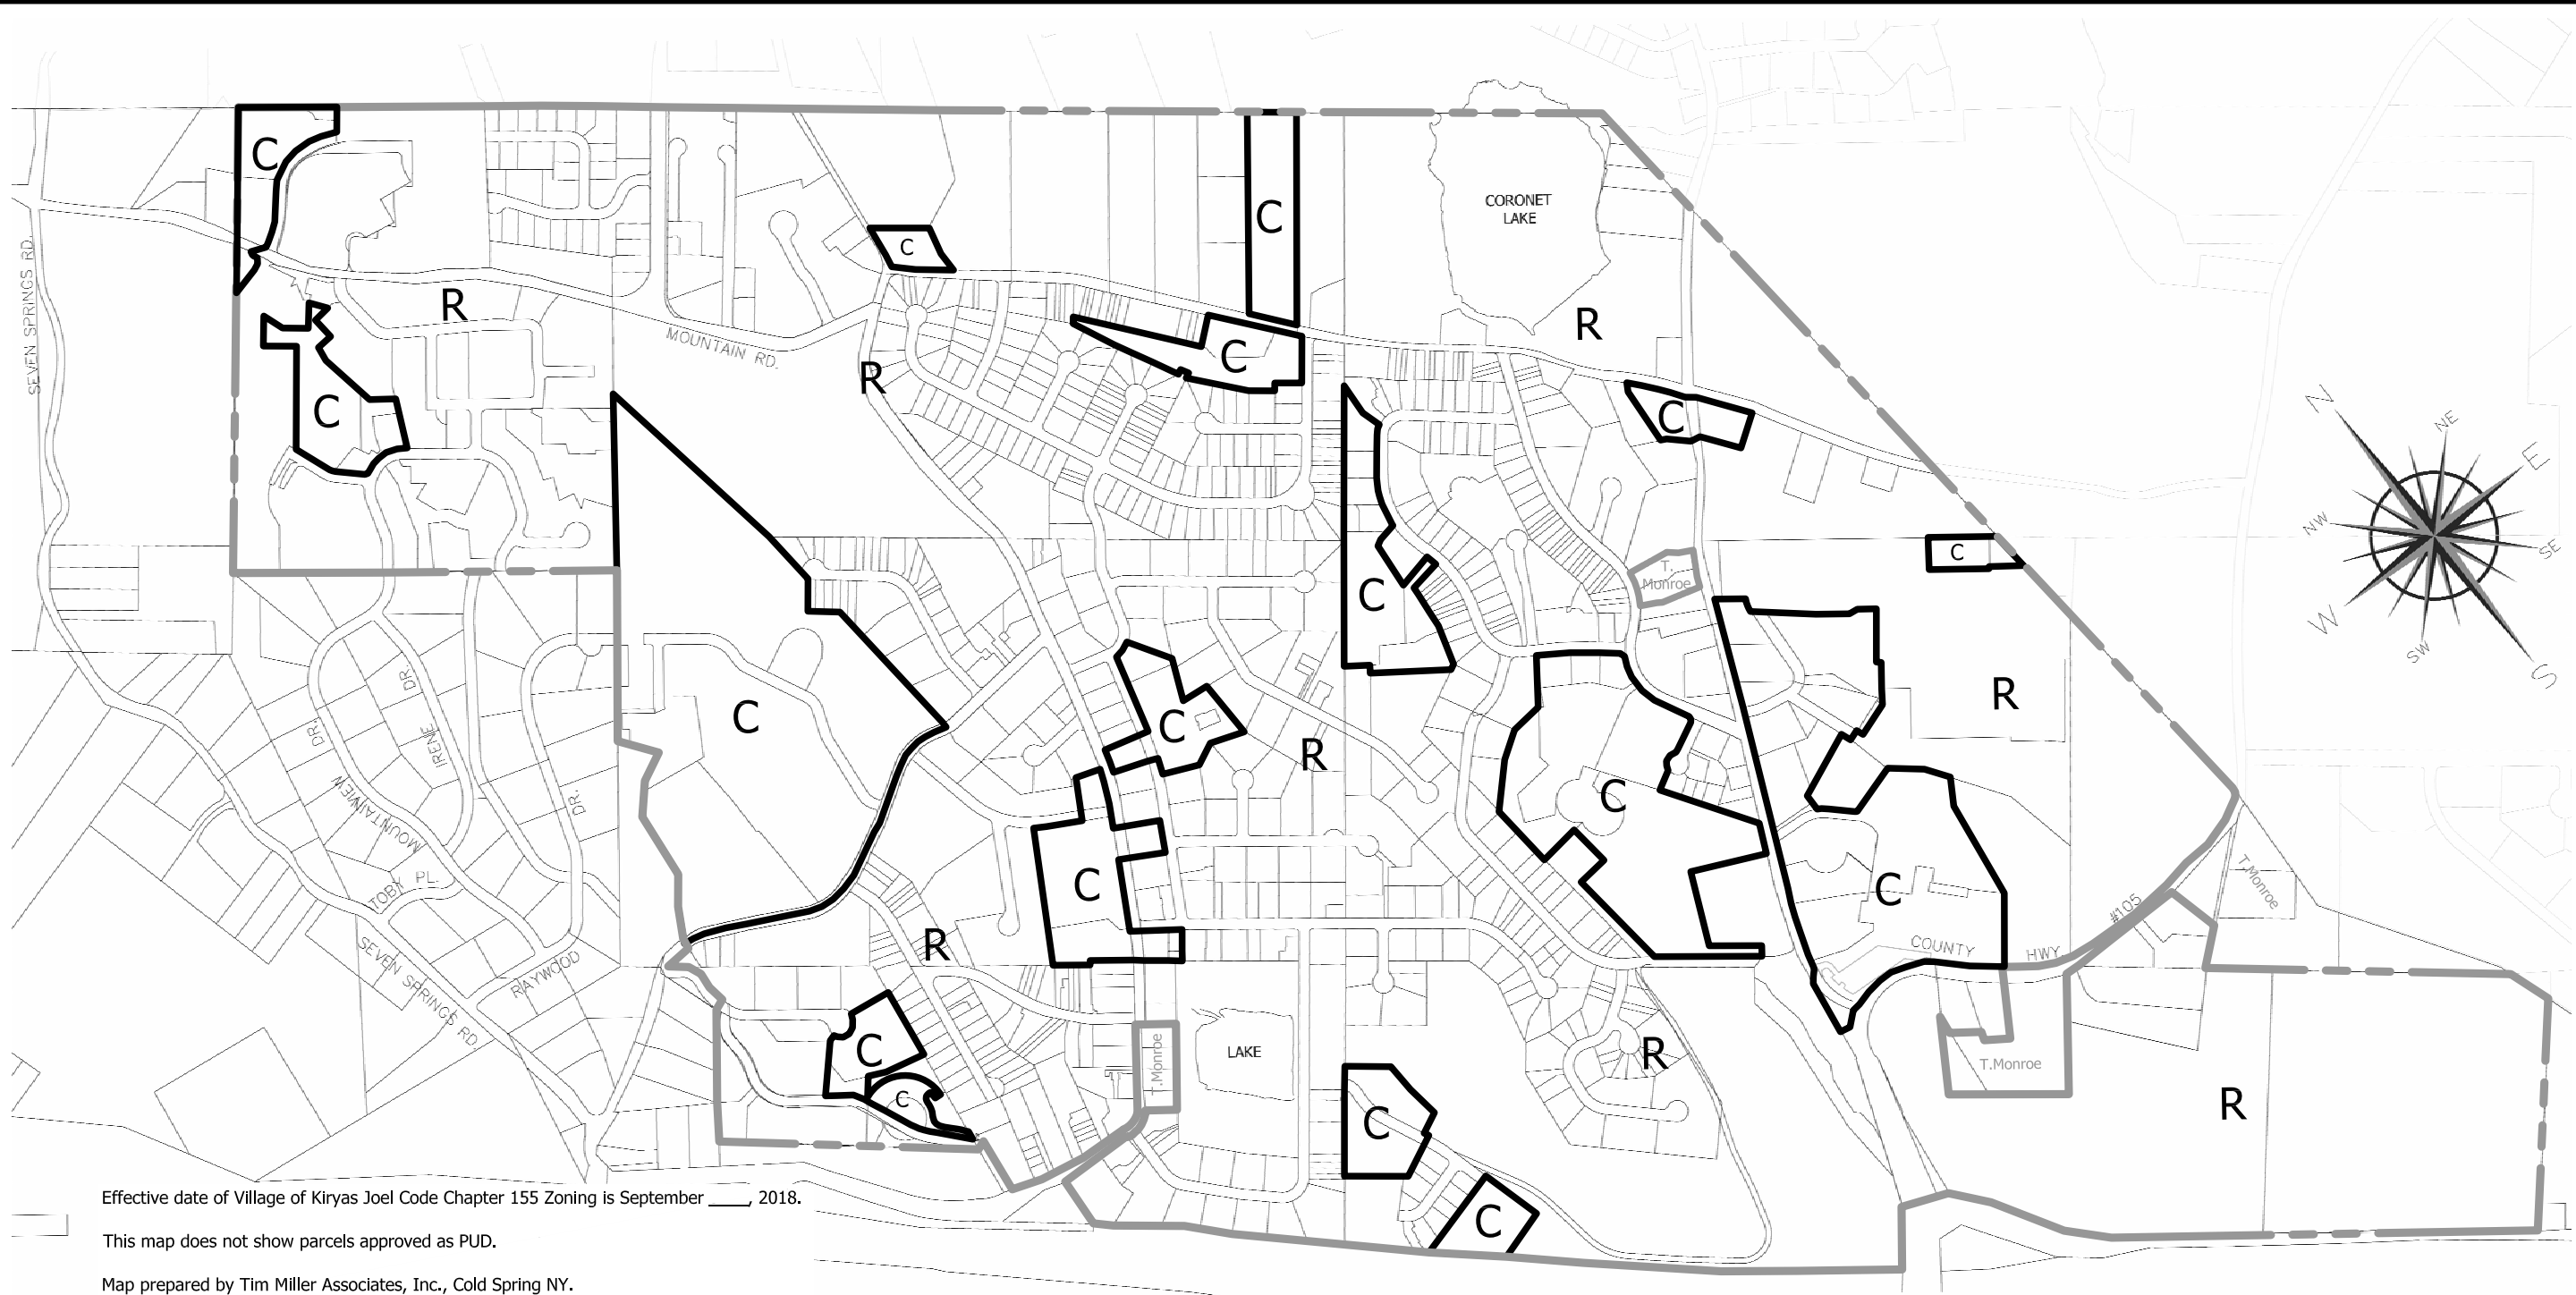 C
C
C
CORONET
LAKE
SEVEN SPRINGS RD.
R
MOUNTAIN RD.
R
C
R
C
C
N
NE
E
NW
SE
W
SW
S
C
C
T.
Monroe
C
C
DR.
DR.
IRENE
DR.
MOUNTAINVIEW
C
R
R
C
C
C
C
TOBY PL.
T.Monroe
#105
SEVEN SPRINGS RD.
RAYWOOD
R
COUNTY
HWY
C
C
T.Monroe
LAKE
R
T.Monroe
R
C
C
Effective date of Village of Kiryas Joel Code Chapter 155 Zoning is September ____, 2018.
This map does not show parcels approved as PUD.
Map prepared by Tim Miller Associates, Inc., Cold Spring NY.